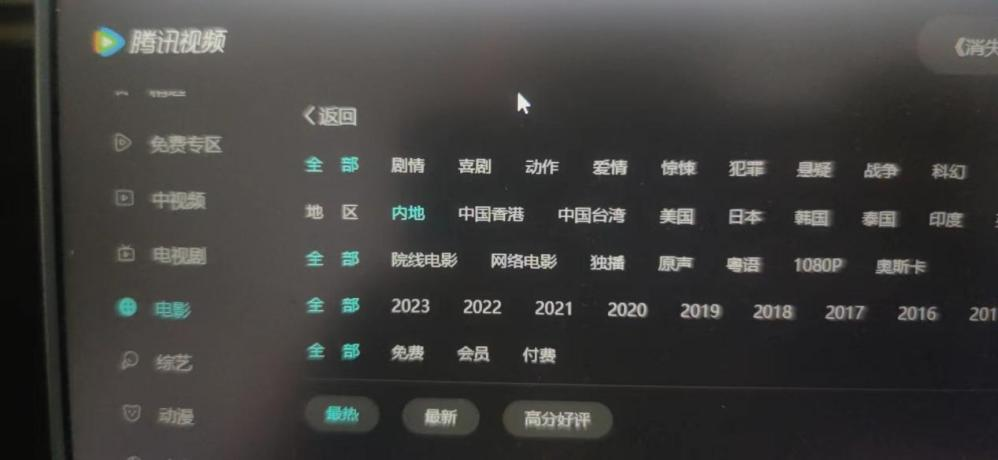 腾讯视频
《消失
精选
免费专区
中视频
电视剧
电影
综艺
动漫
返回
全 部 剧情 喜剧 动作 爱情 惊悚 犯罪 悬疑 战争 科幻
地 区 内地 中国香港 中国台湾 美国 日本 韩国 泰国 印度
全 部 院线电影 网络电影 独播 原声 粤语 1080P 奥斯卡
全 部 2023 2022 2021 2020 2019 2018 2017 2016 201
全 部 免费 会员 付费
最热 最新 高分好评